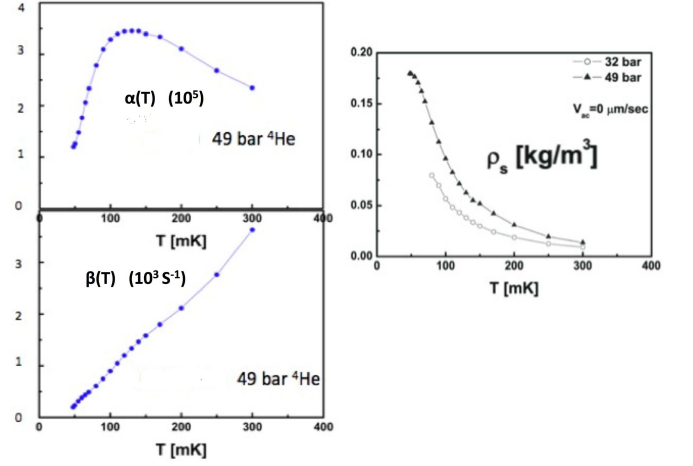 4
3
2
1
0
α(T) (10⁵)
49 bar ⁴He
0 100 200 300 400
T [mK]
3
2
1
0
β(T) (10³ S⁻¹)
49 bar ⁴He
0 100 200 300 400
T [mK]
0.20
0.15
0.10
0.05
0.00
32 bar
49 bar
V_ac=0 μm/sec
ρ_s [kg/m³]
0 100 200 300 400
T [mK]